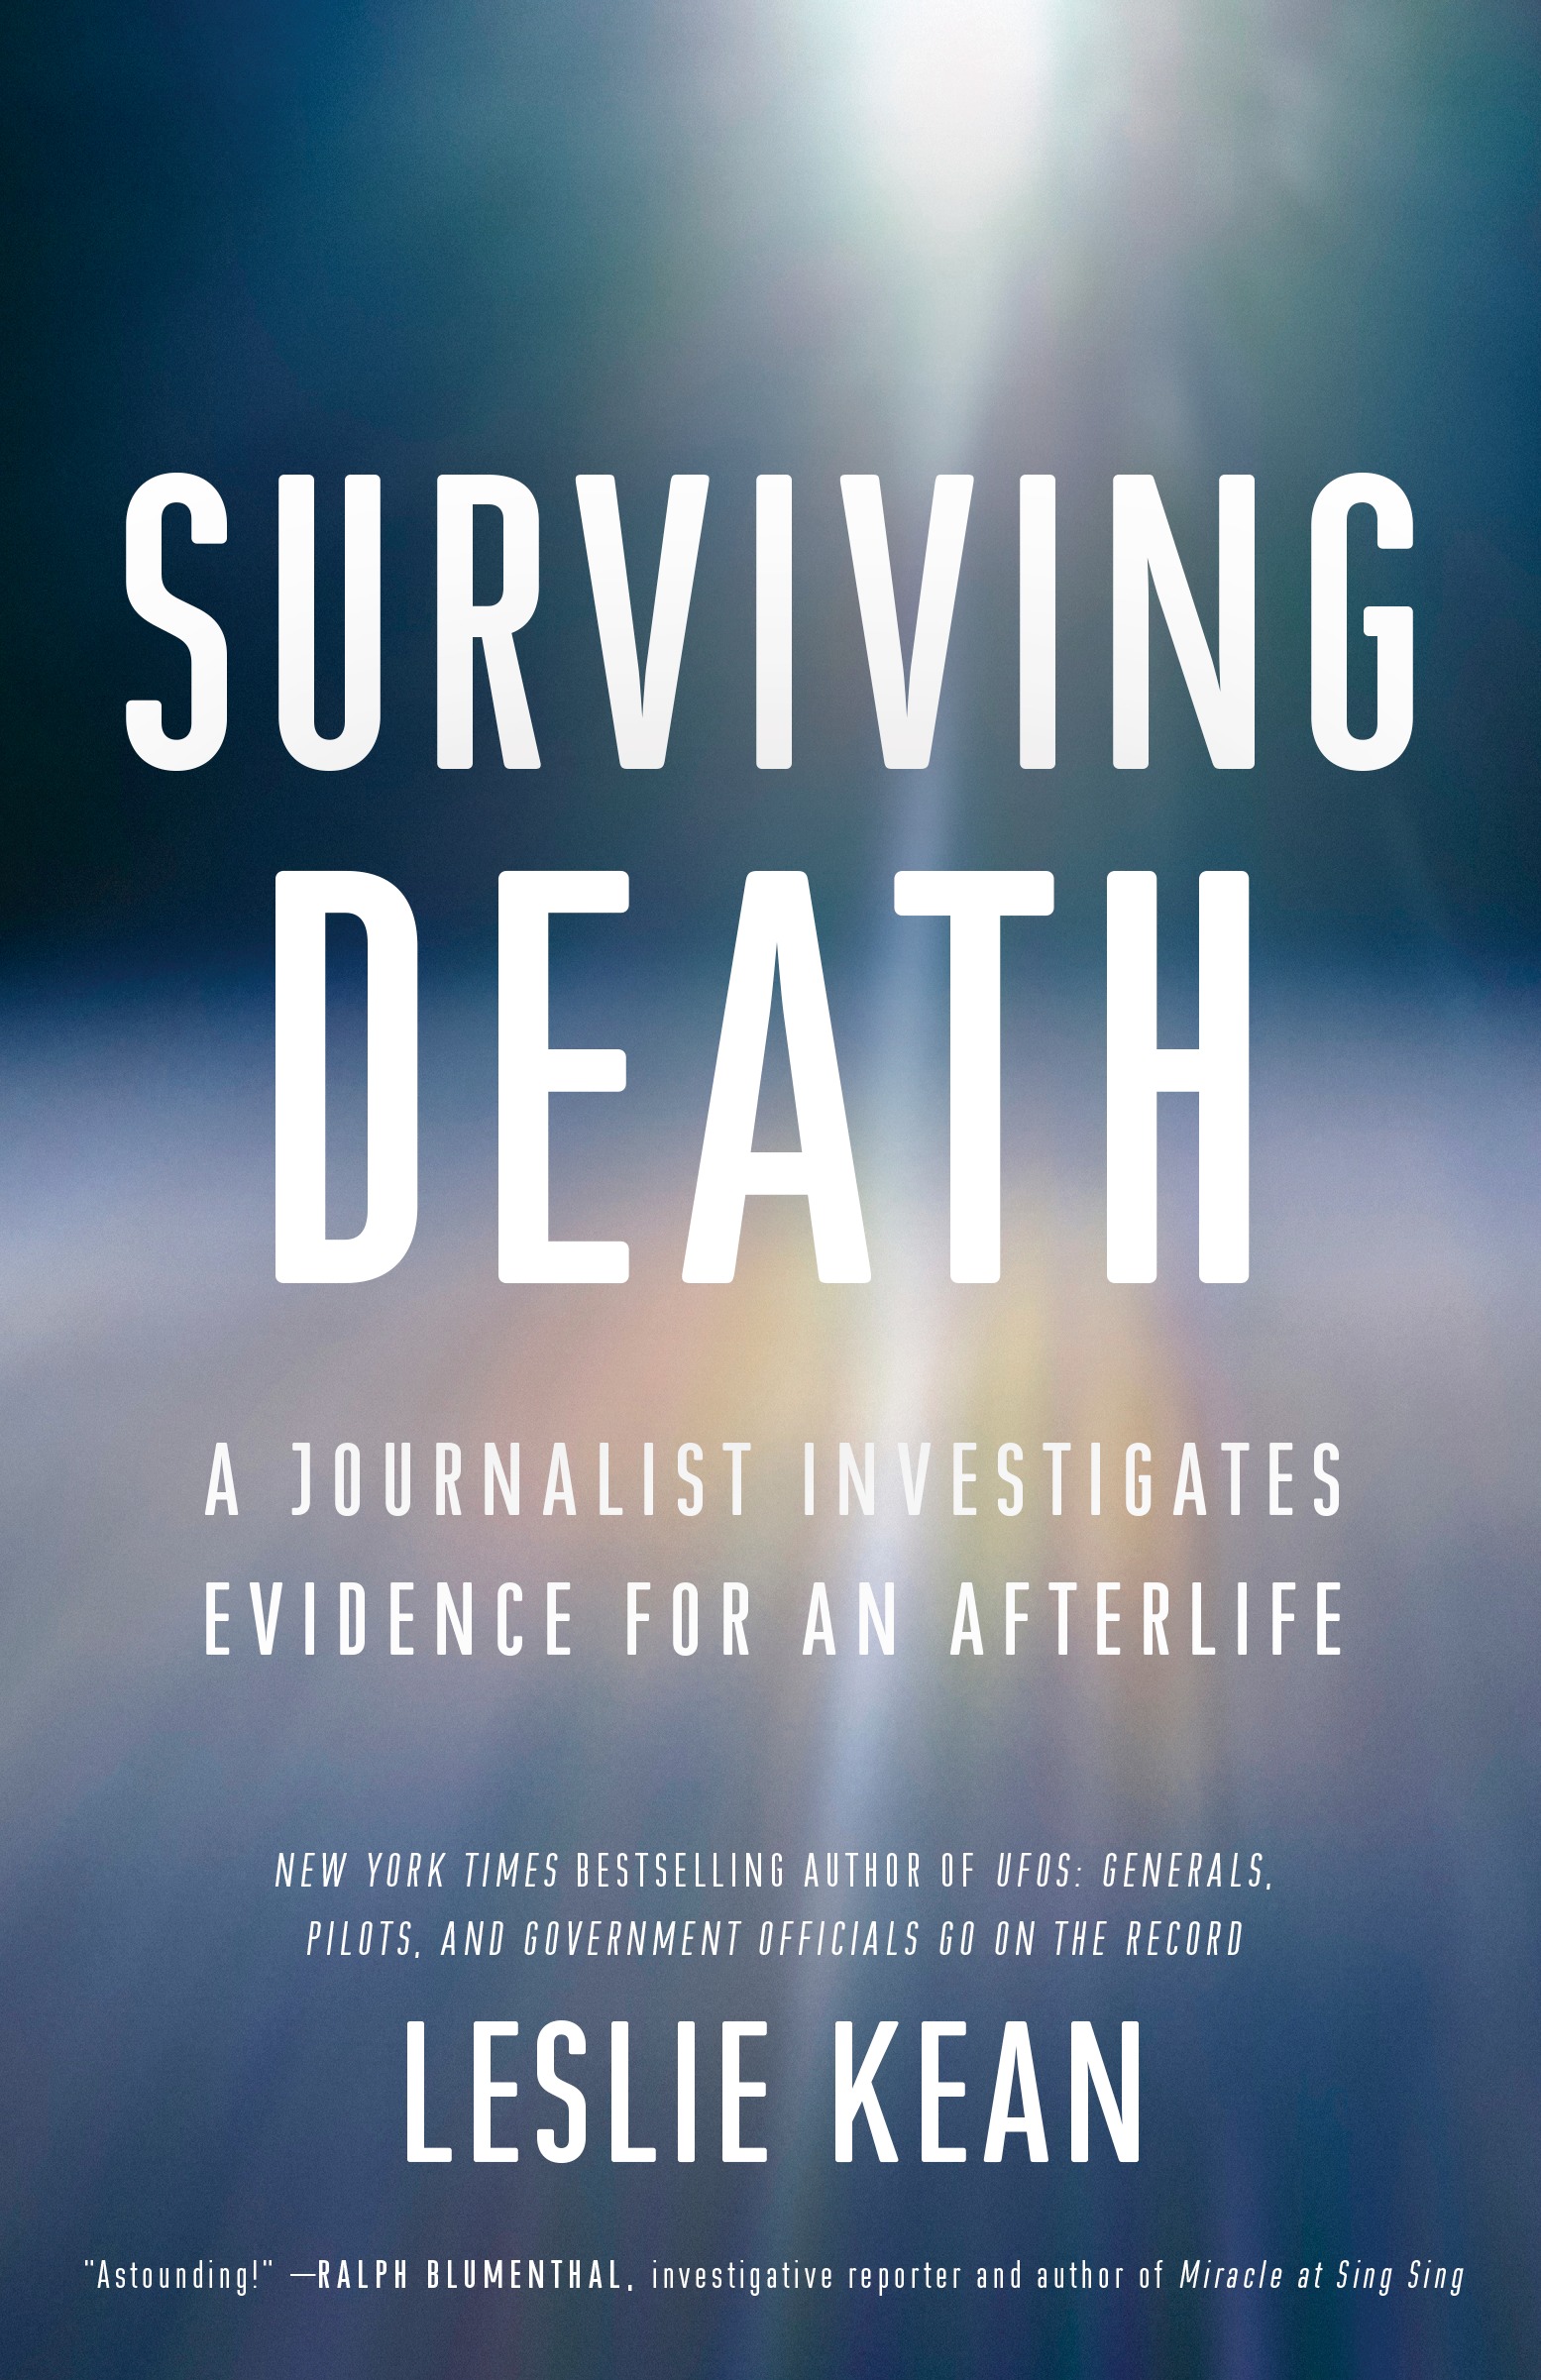 SURVIVING
DEATH
A JOURNALIST INVESTIGATES
EVIDENCE FOR AN AFTERLIFE
NEW YORK TIMES BESTSELLING AUTHOR OF UFOS: GENERALS,
PILOTS, AND GOVERNMENT OFFICIALS GO ON THE RECORD
LESLIE KEAN
"Astounding!" —RALPH BLUMENTHAL, investigative reporter and author of Miracle at Sing Sing